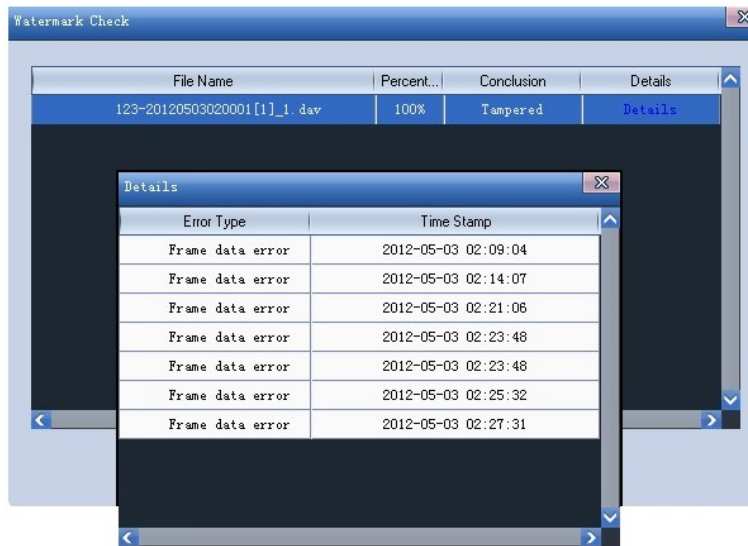 Watermark Check
File Name Percent... Conclusion Details
123-20120503020001[1]_1.dav 100% Tampered Details
Details
Error Type Time Stamp
Frame data error 2012-05-03 02:09:04
Frame data error 2012-05-03 02:14:07
Frame data error 2012-05-03 02:21:06
Frame data error 2012-05-03 02:23:48
Frame data error 2012-05-03 02:23:48
Frame data error 2012-05-03 02:25:32
Frame data error 2012-05-03 02:27:31